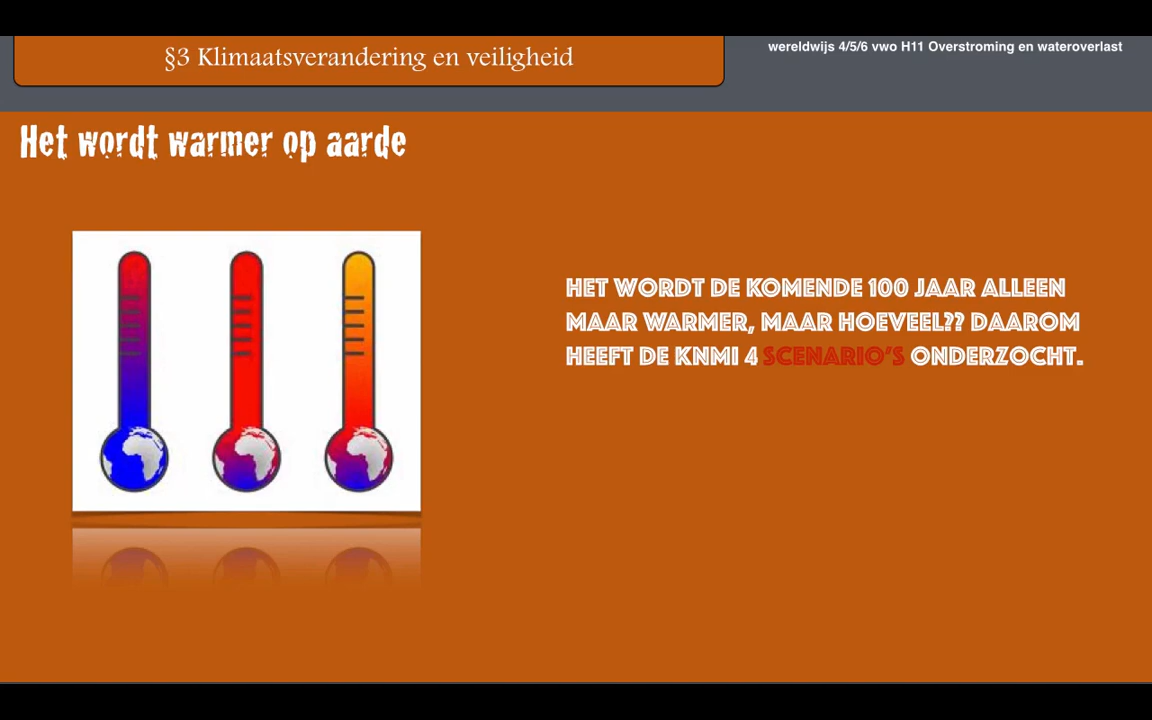 §3 Klimaatsverandering en veiligheid
wereldwijs 4/5/6 vwo H11 Overstroming en wateroverlast
Het wordt warmer op aarde
HET WORDT DE KOMENDE 100 JAAR ALLEEN
MAAR WARMER, MAAR HOEVEEL?? DAAROM
HEEFT DE KNMI 4 SCENARIO'S ONDERZOCHT.